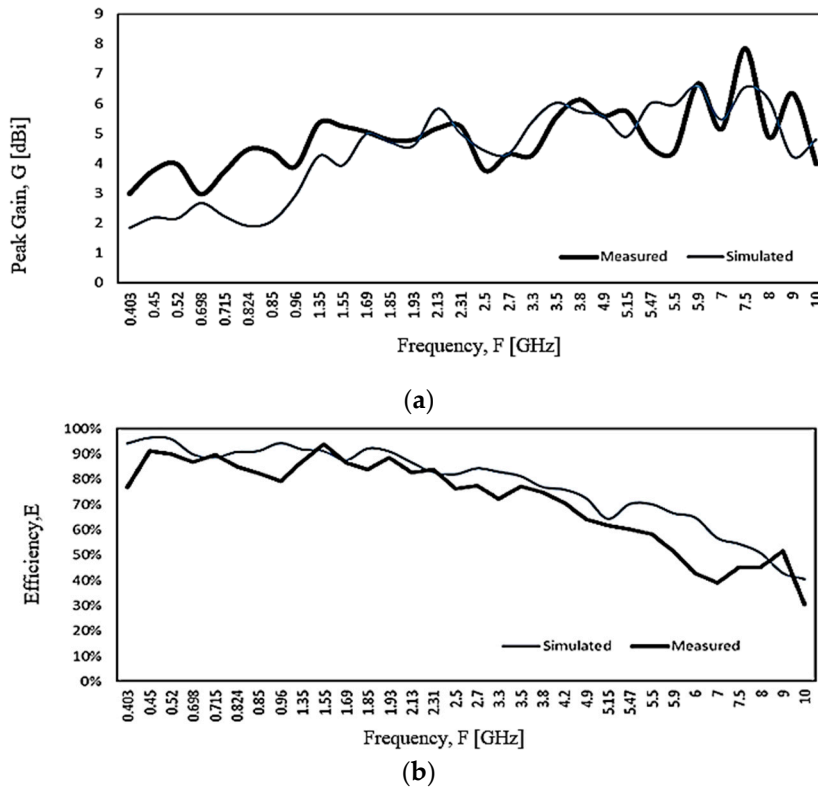 9
8
7
6
5
4
3
2
1
0
Peak Gain, G [dBi]
Measured Simulated
0.403 0.45 0.52 0.698 0.715 0.824 0.85 0.96 1.35 1.55 1.69 1.85 1.93 2.13 2.31 2.5 2.7 3.3 3.5 3.8 4.9 5.15 5.47 5.5 5.9 7 7.5 8 9 10
Frequency, F [GHz]
(a)
100%
90%
80%
70%
60%
50%
40%
30%
20%
10%
0%
Efficiency,E
Simulated Measured
0.403 0.45 0.52 0.698 0.715 0.824 0.85 0.96 1.35 1.55 1.69 1.85 1.93 2.13 2.31 2.5 2.7 3.3 3.5 3.8 4.2 4.9 5.15 5.47 5.5 5.9 6 7 7.5 8 9 10
Frequency, F [GHz]
(b)